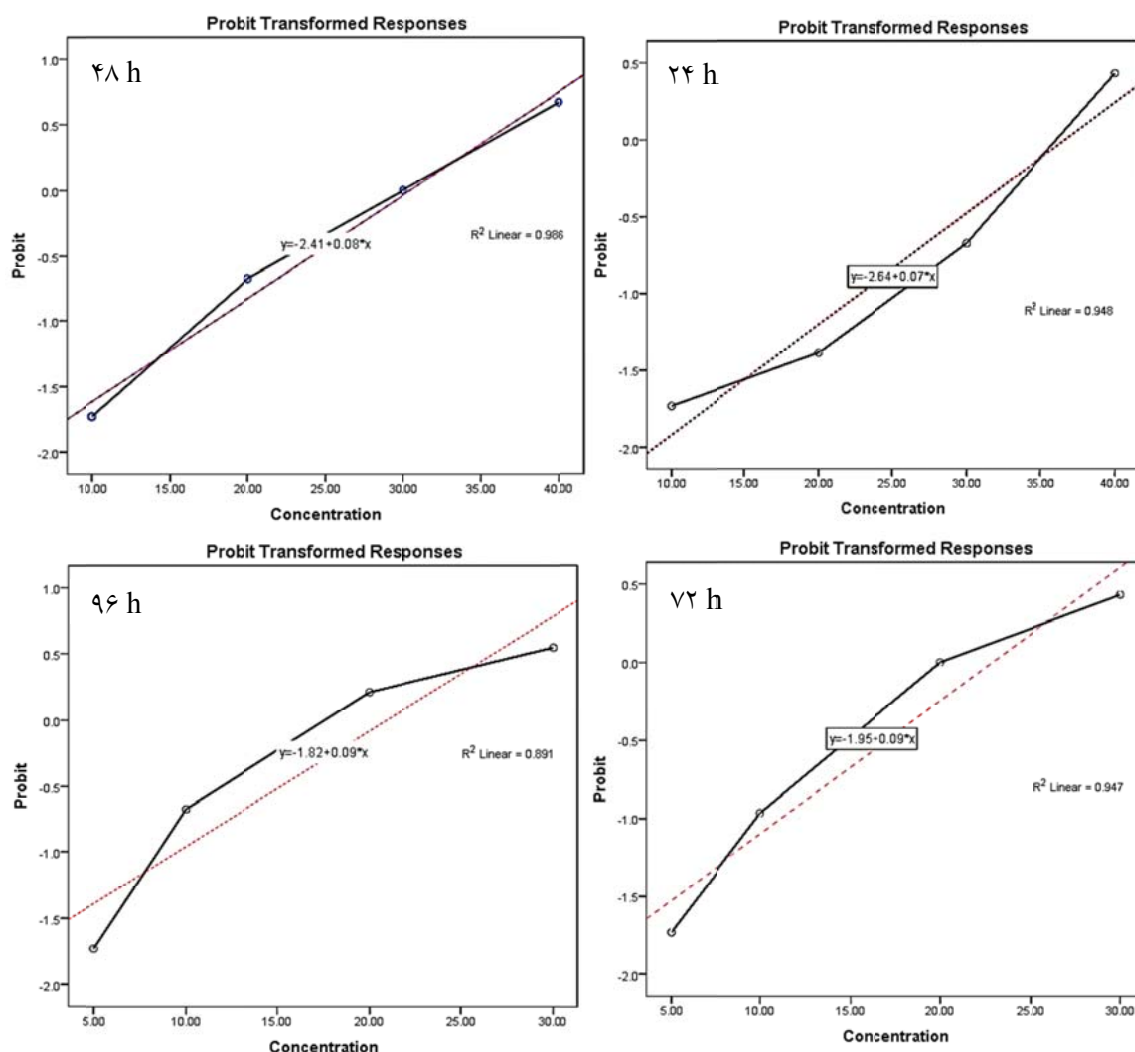 Probit Transformed Responses
۴۸ h
1.0
0.5
0.0
-0.5
-1.0
-1.5
-2.0
Probit
y=-2.41+0.08*x
R² Linear = 0.986
10.00 15.00 20.00 25.00 30.00 35.00 40.00
Concentration
Probit Transformed Responses
۲۴ h
0.5
0.0
-0.5
-1.0
-1.5
-2.0
Probit
y=-2.64+0.07*x
R² Linear = 0.948
10.00 15.00 20.00 25.00 30.00 35.00 40.00
Concentration
Probit Transformed Responses
۹۶ h
1.0
0.5
0.0
-0.5
-1.0
-1.5
-2.0
Probit
y=-1.82+0.09*x
R² Linear = 0.891
5.00 10.00 15.00 20.00 25.00 30.00
Concentration
Probit Transformed Responses
۷۲ h
0.5
0.0
-0.5
-1.0
-1.5
-2.0
Probit
y=-1.95+0.09*x
R² Linear = 0.947
5.00 10.00 15.00 20.00 25.00 30.00
Concentration